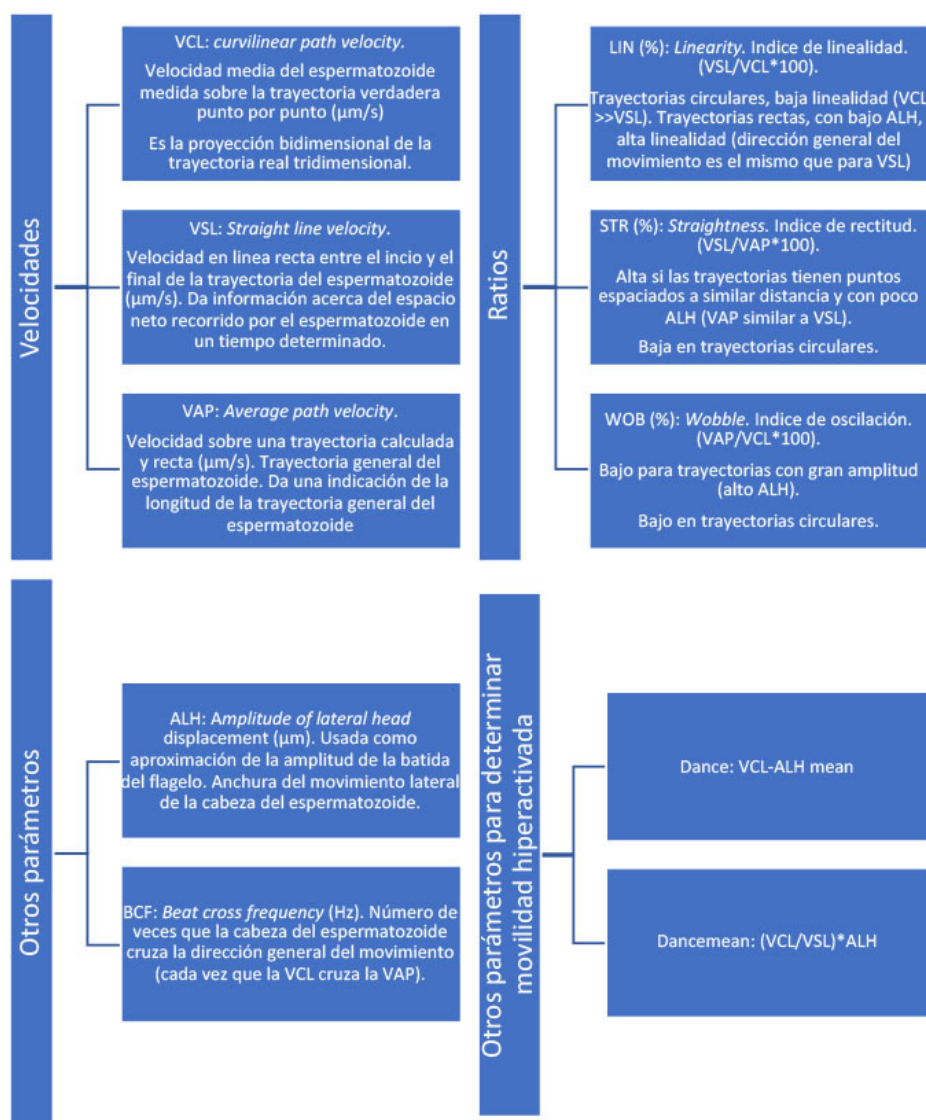 Velocidades
VCL: curvilinear path velocity.
Velocidad media del espermatozoide
medida sobre la trayectoria verdadera
punto por punto (µm/s)
Es la proyección bidimensional de la
trayectoria real tridimensional.
VSL: Straight line velocity.
Velocidad en linea recta entre el incio y el
final de la trayectoria del espermatozoide
(µm/s). Da información acerca del espacio
neto recorrido por el espermatozoide en
un tiempo determinado.
VAP: Average path velocity.
Velocidad sobre una trayectoria calculada
y recta (µm/s). Trayectoria general del
espermatozoide. Da una indicación de la
longitud de la trayectoria general del
espermatozoide
Ratios
LIN (%): Linearity. Indice de linealidad.
(VSL/VCL*100).
Trayectorias circulares, baja linealidad (VCL
>>VSL). Trayectorias rectas, con bajo ALH,
alta linealidad (dirección general del
movimiento es el mismo que para VSL)
STR (%): Straightness. Indice de rectitud.
(VSL/VAP*100).
Alta si las trayectorias tienen puntos
espaciados a similar distancia y con poco
ALH (VAP similar a VSL).
Baja en trayectorias circulares.
WOB (%): Wobble. Indice de oscilación.
(VAP/VCL*100).
Bajo para trayectorias con gran amplitud
(alto ALH).
Bajo en trayectorias circulares.
Otros parámetros
ALH: Amplitude of lateral head
displacement (µm). Usada como
aproximación de la amplitud de la batida
del flagelo. Anchura del movimiento lateral
de la cabeza del espermatozoide.
BCF: Beat cross frequency (Hz). Número de
veces que la cabeza del espermatozoide
cruza la dirección general del movimiento
(cada vez que la VCL cruza la VAP).
Otros parámetros para determinar
movilidad hiperactivada
Dance: VCL-ALH mean
Dancemean: (VCL/VSL)*ALH